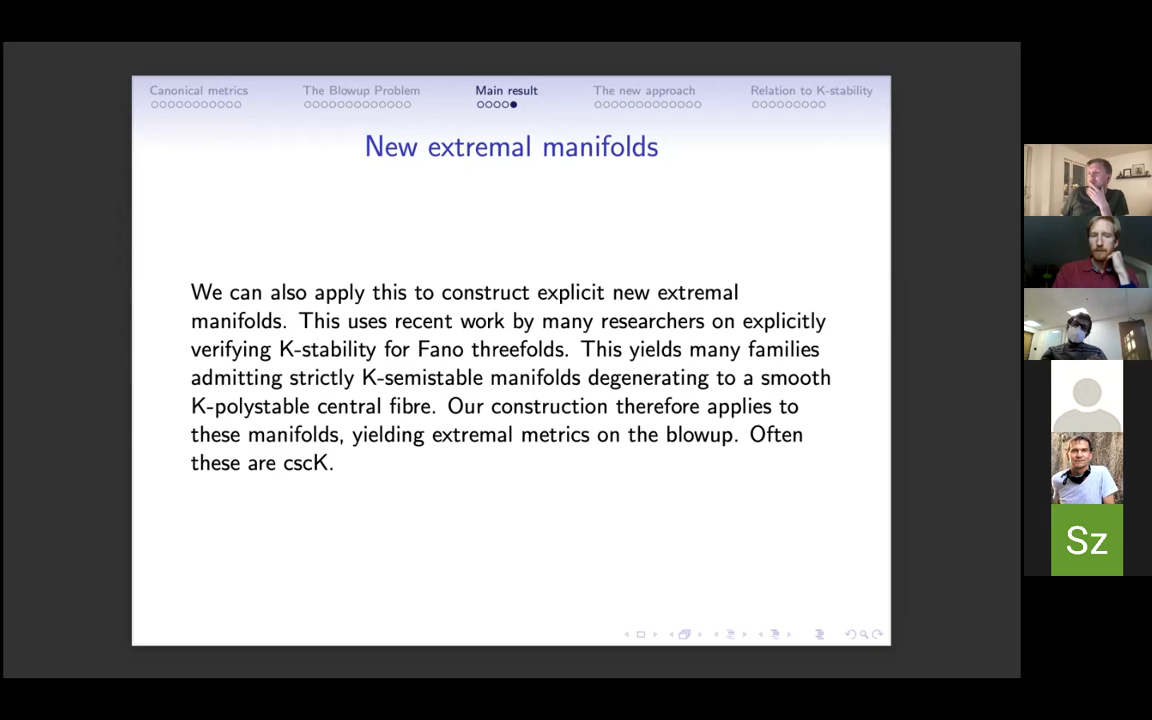 Canonical metrics
The Blowup Problem
Main result
The new approach
Relation to K-stability
New extremal manifolds
We can also apply this to construct explicit new extremal
manifolds. This uses recent work by many researchers on explicitly
verifying K-stability for Fano threefolds. This yields many families
admitting strictly K-semistable manifolds degenerating to a smooth
K-polystable central fibre. Our construction therefore applies to
these manifolds, yielding extremal metrics on the blowup. Often
these are cscK.
Sz